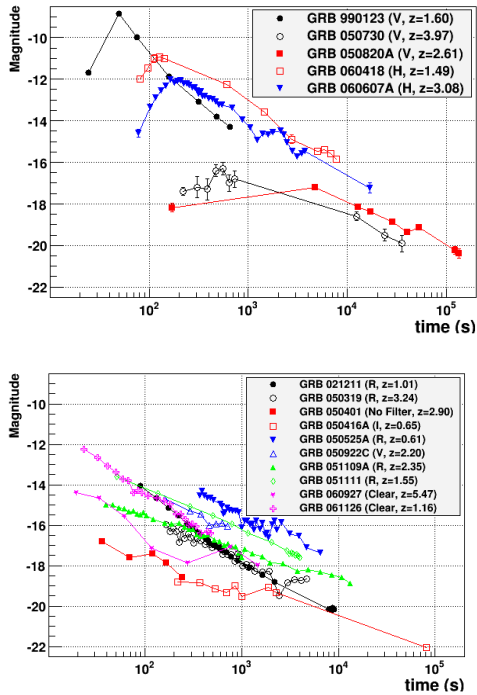 Magnitude
GRB 990123 (V, z=1.60)
GRB 050730 (V, z=3.97)
GRB 050820A (V, z=2.61)
GRB 060418 (H, z=1.49)
GRB 060607A (H, z=3.08)
-10
-12
-14
-16
-18
-20
-22
10
10²
10³
10⁴
10⁵
time (s)
Magnitude
GRB 021211 (R, z=1.01)
GRB 050319 (R, z=3.24)
GRB 050401 (No Filter, z=2.90)
GRB 050416A (I, z=0.65)
GRB 050525A (R, z=0.61)
GRB 050922C (V, z=2.20)
GRB 051109A (R, z=2.35)
GRB 051111 (R, z=1.55)
GRB 060927 (Clear, z=5.47)
GRB 061126 (Clear, z=1.16)
-10
-12
-14
-16
-18
-20
-22
10²
10³
10⁴
10⁵
time (s)